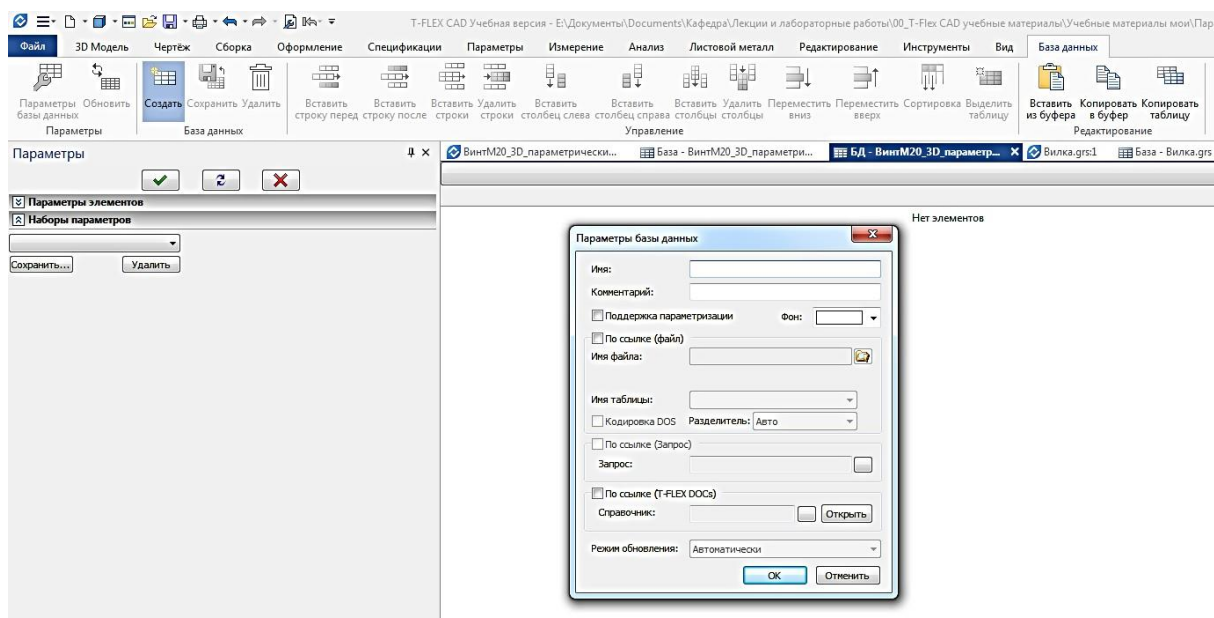 T-FLEX CAD Учебная версия - E:\Документы\Documents\Кафедра\Лекции и лабораторные работы\00_T-Flex CAD учебные материалы\Учебные материалы мои\Пар
Файл 3D Модель Чертёж Сборка Оформление Спецификации Параметры Измерение Анализ Листовой металл Редактирование Инструменты Вид База данных
Параметры Обновить Создать Сохранить Удалить Вставить Вставить Вставить Удалить Вставить Вставить Вставить Удалить Переместить Переместить Сортировка Выделить Вставить Копировать Копировать
базы данных строку перед строку после строки строки столбец слева столбец справа столбцы столбцы вниз вверх таблицу из буфера в буфер таблицу
Параметры База данных Управление Редактирование
Параметры ВинтМ20_3D_параметрически... База - ВинтМ20_3D_параметри... БД - ВинтМ20_3D_параметр... Вилка.grs:1 База - Вилка.grs
Параметры элементов
Наборы параметров
Нет элементов
Сохранить... Удалить
Параметры базы данных
Имя:
Комментарий:
Поддержка параметризации Фон:
По ссылке (файл)
Имя файла:
Имя таблицы:
Кодировка DOS Разделитель: Авто
По ссылке (Запрос)
Запрос:
По ссылке (T-FLEX DOCs)
Справочник: Открыть
Режим обновления: Автоматически
OK Отменить